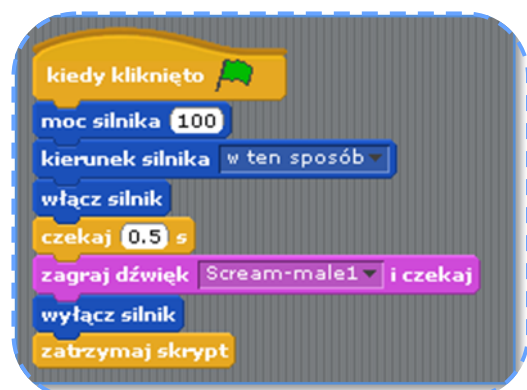 kiedy kliknięto
moc silnika 100
kierunek silnika w ten sposób
włącz silnik
czekaj 0.5 s
zagraj dźwięk Scream-male1 i czekaj
wyłącz silnik
zatrzymaj skrypt